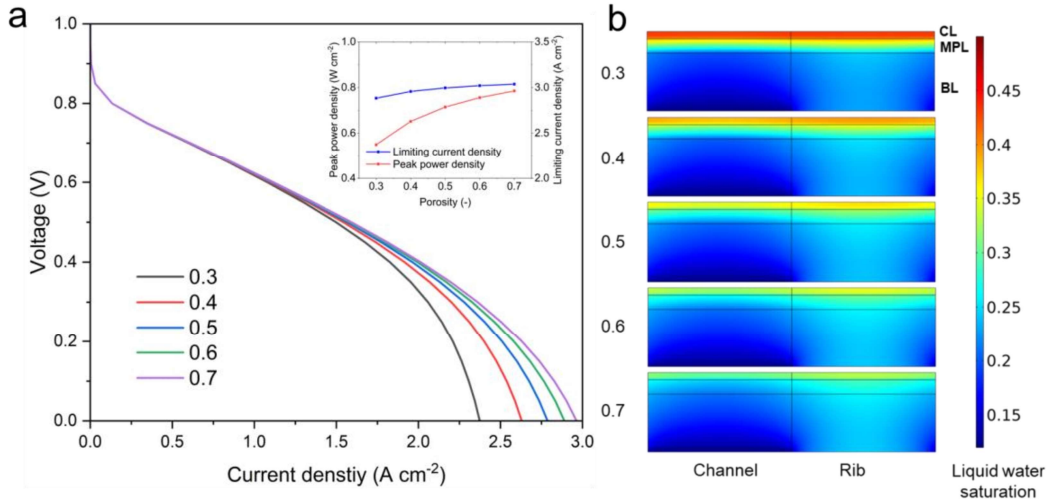 a
1.0
0.8
0.6
0.4
0.2
0.0
Voltage (V)
0.0 0.5 1.0 1.5 2.0 2.5 3.0
Current denstiy (A cm-2)
0.3
0.4
0.5
0.6
0.7
1.0
0.8
0.6
0.4
Peak power density (W cm-2)
3.5
3.0
2.5
2.0
Limiting current density (A cm-2)
Limiting current density
Peak power density
0.3 0.4 0.5 0.6 0.7
Porosity (-)
b
CL
MPL
BL
0.3
0.4
0.5
0.6
0.7
Channel Rib
0.45
0.4
0.35
0.3
0.25
0.2
0.15
Liquid water
saturation